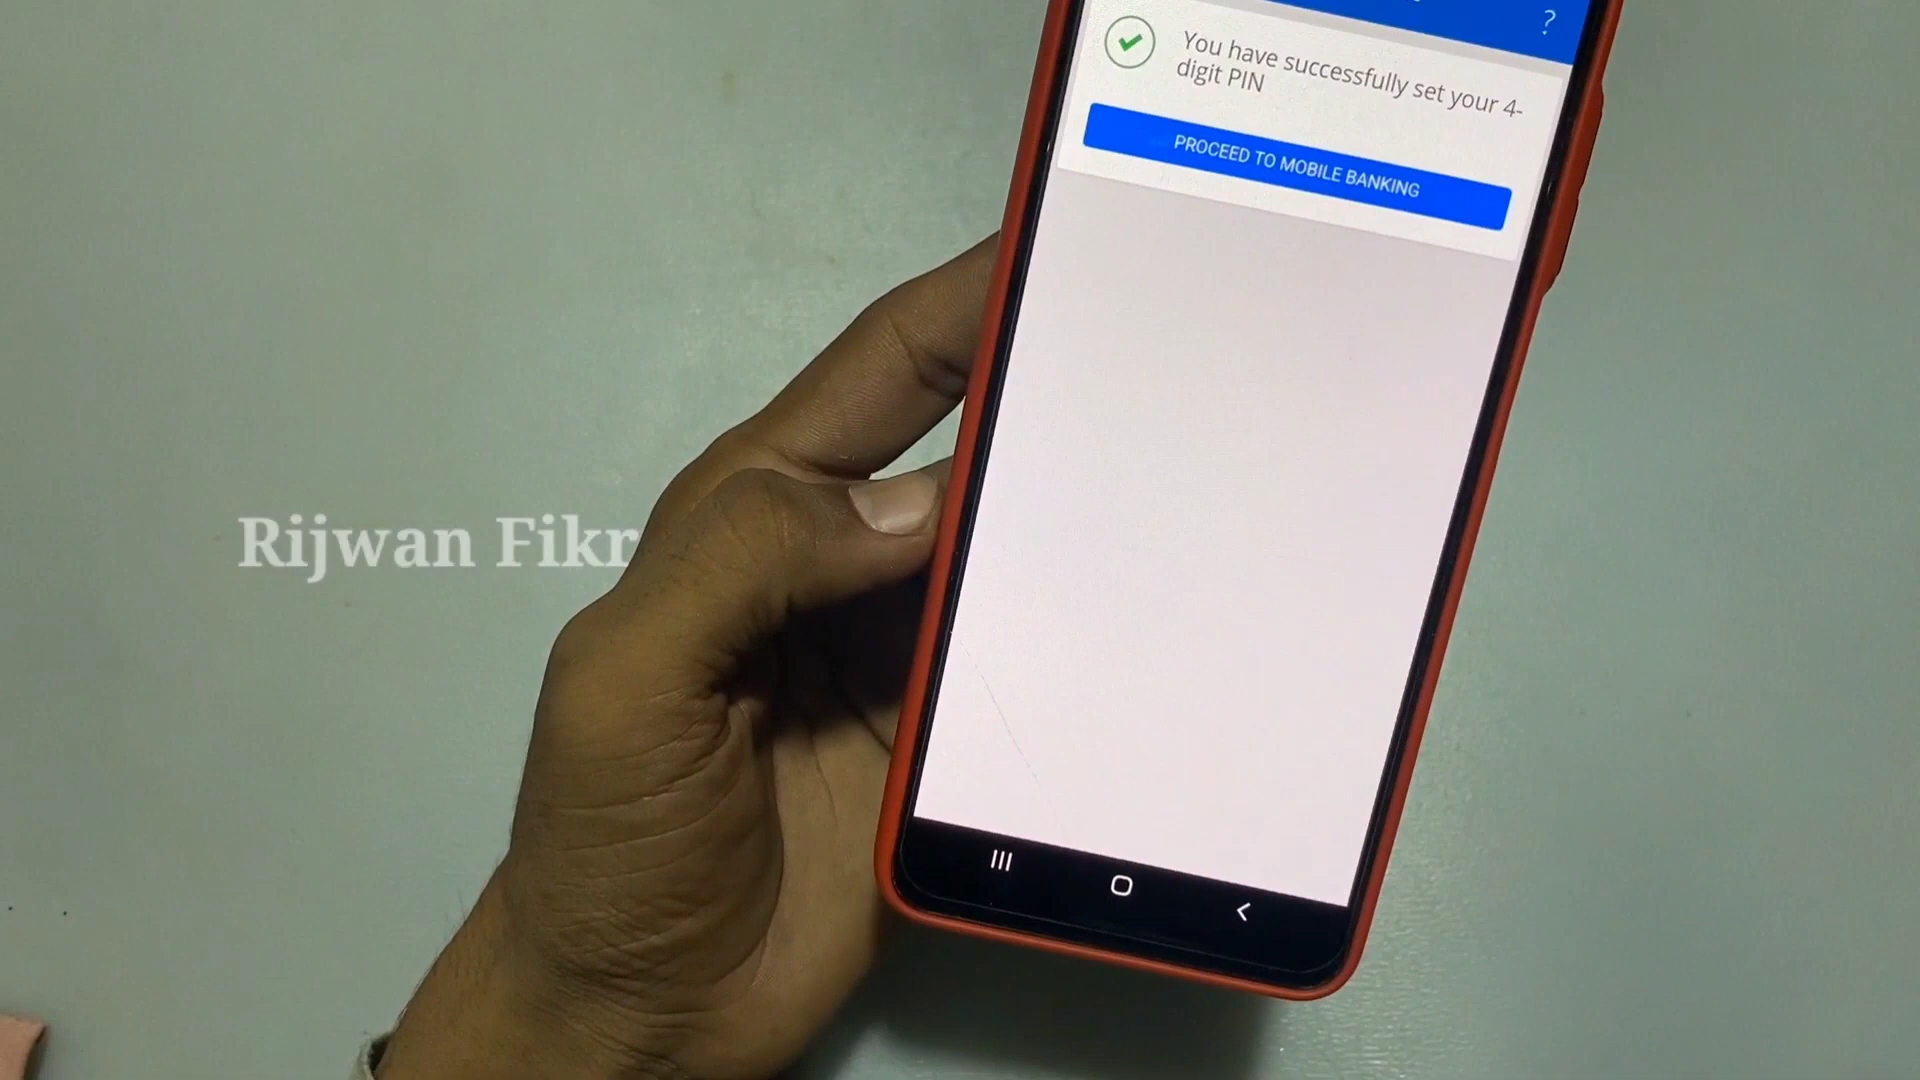 ?
You have successfully set your 4-
digit PIN
PROCEED TO MOBILE BANKING
Rijwan Fikr